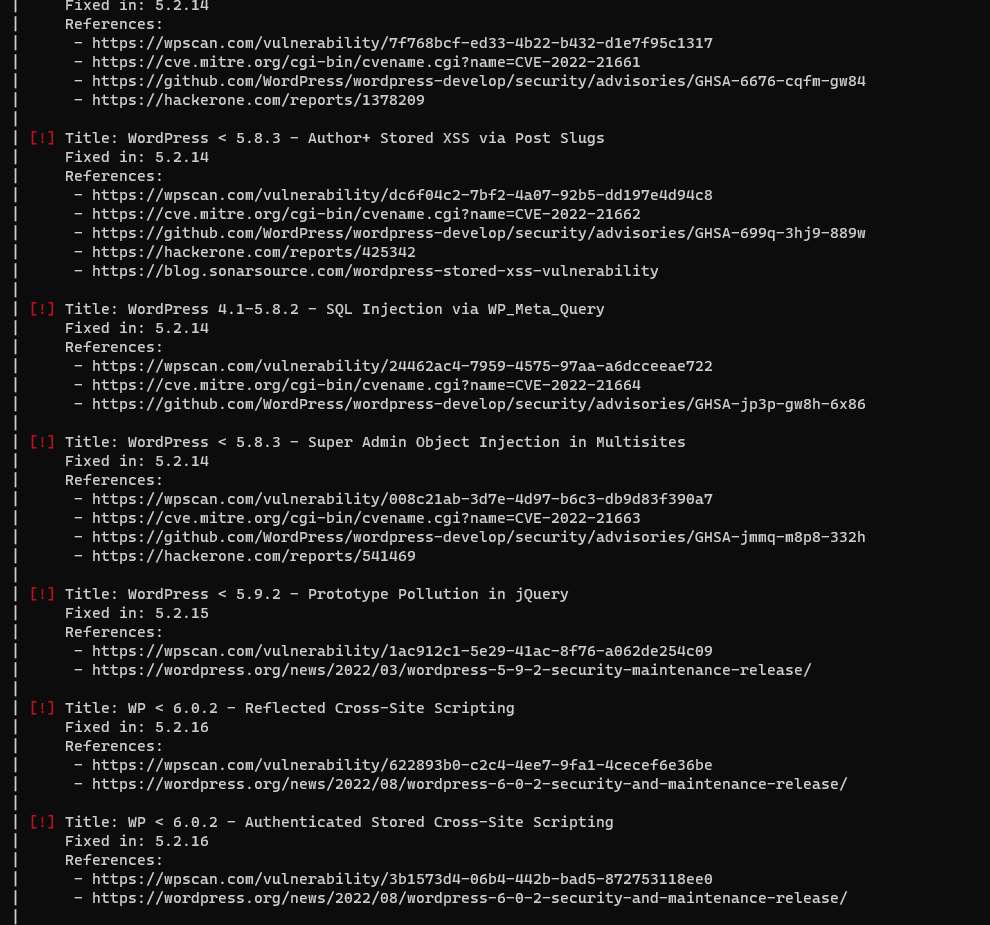 |      Fixed in: 5.2.14
|      References:
|       - https://wpscan.com/vulnerability/7f768bcf-ed33-4b22-b432-d1e7f95c1317
|       - https://cve.mitre.org/cgi-bin/cvename.cgi?name=CVE-2022-21661
|       - https://github.com/WordPress/wordpress-develop/security/advisories/GHSA-6676-cqfm-gw84
|       - https://hackerone.com/reports/1378209
|
| [!] Title: WordPress < 5.8.3 - Author+ Stored XSS via Post Slugs
|      Fixed in: 5.2.14
|      References:
|       - https://wpscan.com/vulnerability/dc6f04c2-7bf2-4a07-92b5-dd197e4d94c8
|       - https://cve.mitre.org/cgi-bin/cvename.cgi?name=CVE-2022-21662
|       - https://github.com/WordPress/wordpress-develop/security/advisories/GHSA-699q-3hj9-889w
|       - https://hackerone.com/reports/425342
|       - https://blog.sonarsource.com/wordpress-stored-xss-vulnerability
|
| [!] Title: WordPress 4.1-5.8.2 - SQL Injection via WP_Meta_Query
|      Fixed in: 5.2.14
|      References:
|       - https://wpscan.com/vulnerability/24462ac4-7959-4575-97aa-a6dcceeae722
|       - https://cve.mitre.org/cgi-bin/cvename.cgi?name=CVE-2022-21664
|       - https://github.com/WordPress/wordpress-develop/security/advisories/GHSA-jp3p-gw8h-6x86
|
| [!] Title: WordPress < 5.8.3 - Super Admin Object Injection in Multisites
|      Fixed in: 5.2.14
|      References:
|       - https://wpscan.com/vulnerability/008c21ab-3d7e-4d97-b6c3-db9d83f390a7
|       - https://cve.mitre.org/cgi-bin/cvename.cgi?name=CVE-2022-21663
|       - https://github.com/WordPress/wordpress-develop/security/advisories/GHSA-jmmq-m8p8-332h
|       - https://hackerone.com/reports/541469
|
| [!] Title: WordPress < 5.9.2 - Prototype Pollution in jQuery
|      Fixed in: 5.2.15
|      References:
|       - https://wpscan.com/vulnerability/1ac912c1-5e29-41ac-8f76-a062de254c09
|       - https://wordpress.org/news/2022/03/wordpress-5-9-2-security-maintenance-release/
|
| [!] Title: WP < 6.0.2 - Reflected Cross-Site Scripting
|      Fixed in: 5.2.16
|      References:
|       - https://wpscan.com/vulnerability/622893b0-c2c4-4ee7-9fa1-4cecef6e36be
|       - https://wordpress.org/news/2022/08/wordpress-6-0-2-security-and-maintenance-release/
|
| [!] Title: WP < 6.0.2 - Authenticated Stored Cross-Site Scripting
|      Fixed in: 5.2.16
|      References:
|       - https://wpscan.com/vulnerability/3b1573d4-06b4-442b-bad5-872753118ee0
|       - https://wordpress.org/news/2022/08/wordpress-6-0-2-security-and-maintenance-release/
|